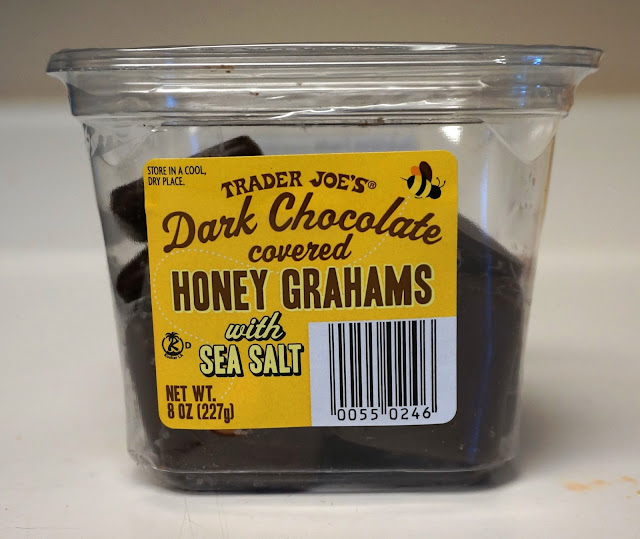 STORE IN A COOL,
DRY PLACE.
TRADER JOE'S®
Dark Chocolate
covered
HONEY GRAHAMS
with
SEA SALT
D
NET WT.
8 OZ (227g)
0055 0246